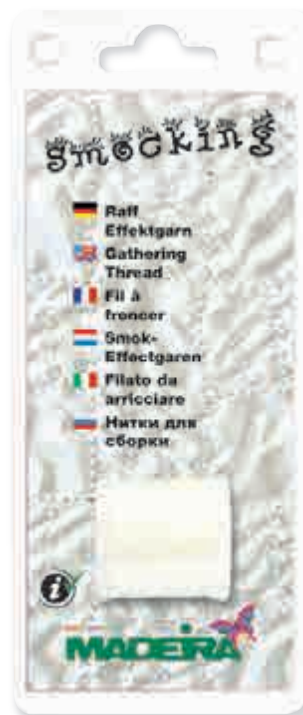 smocking
Raff
Effektgarn
Gathering
Thread
Fil à
froncer
Smok-
Effectgaren
Filato da
arricciare
Нитки для
сборки
i
MADEIRA